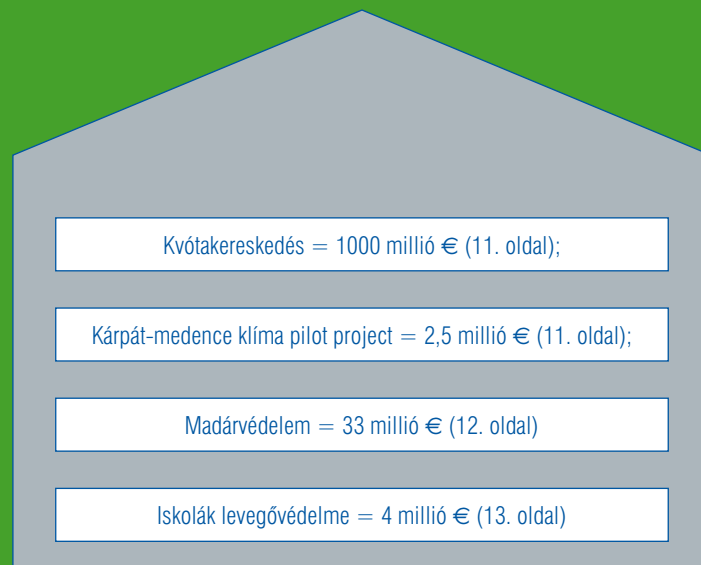 Kvótakereskedés = 1000 millió € (11. oldal);
Kárpát-medence klíma pilot project = 2,5 millió € (11. oldal);
Madárvédelem = 33 millió € (12. oldal)
Iskolák levegővédelme = 4 millió € (13. oldal)